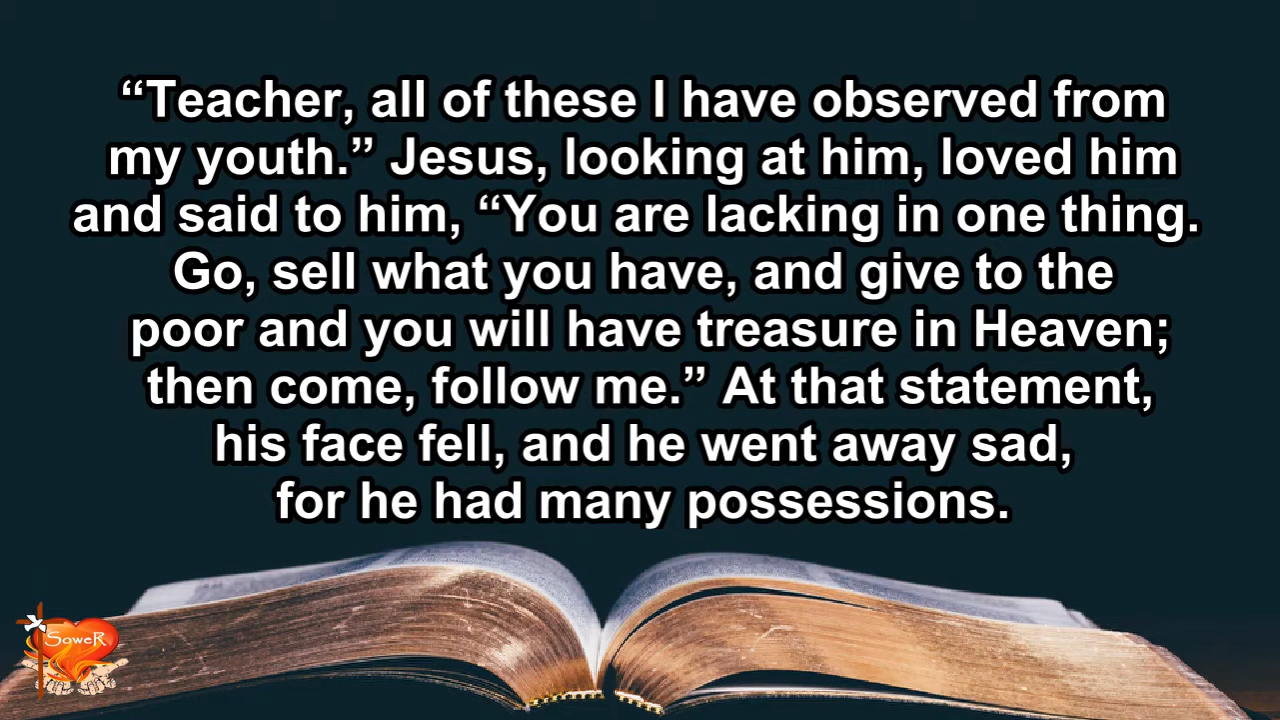 “Teacher, all of these I have observed from
my youth.” Jesus, looking at him, loved him
and said to him, “You are lacking in one thing.
Go, sell what you have, and give to the
poor and you will have treasure in Heaven;
then come, follow me.” At that statement,
his face fell, and he went away sad,
for he had many possessions.
SoweR